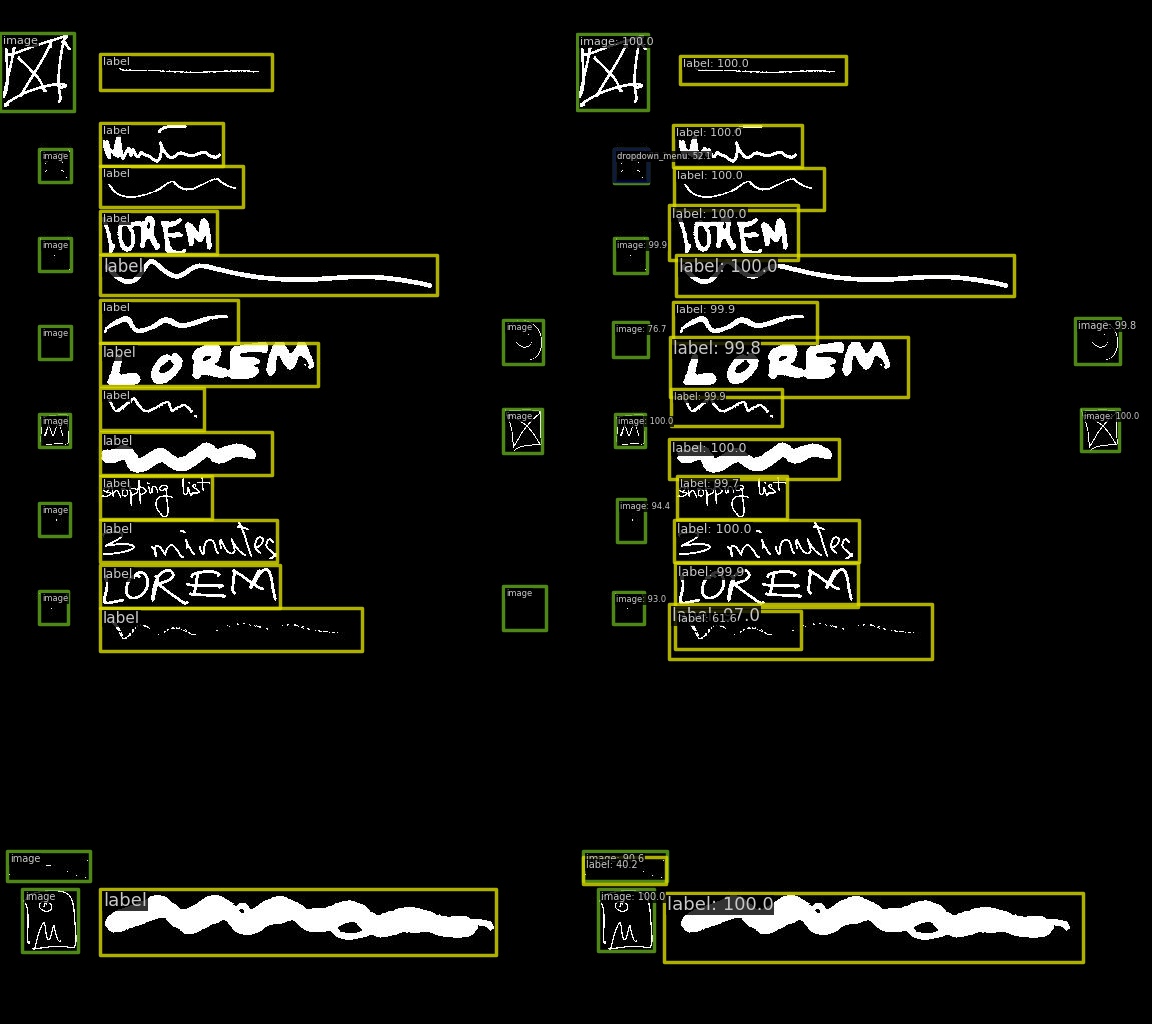 image
label
label
image
label
label
LOREM
image
label
label
image
image
label
LOREM
label
image
image
label
label
shopping list
image
label
5 minutes
label
LOREM
image
image
label
image
image
label
image: 100.0
label: 100.0
label: 100.0
dropdown_menu: 52.1
label: 100.0
label: 100.0
LOREM
image: 99.9
label: 100.0
label: 99.9
image: 76.7
image: 99.8
label: 99.8
LOREM
label: 99.9
image: 100.0
image: 100.0
label: 100.0
label: 99.7
shopping list
image: 94.4
label: 100.0
5 minutes
label: 99.9
LOREM
image: 93.0
label: 97.0
label: 61.6
image: 90.6
label: 40.2
image: 100.0
label: 100.0